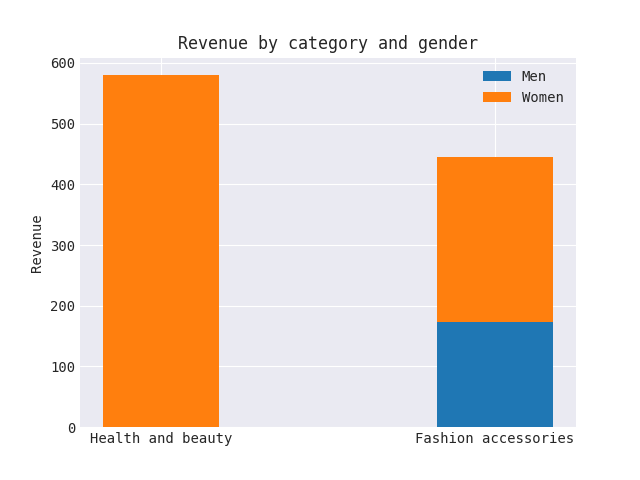 Revenue by category and gender
600
500
400
300
200
100
0
Revenue
Men
Women
Health and beauty
Fashion accessories